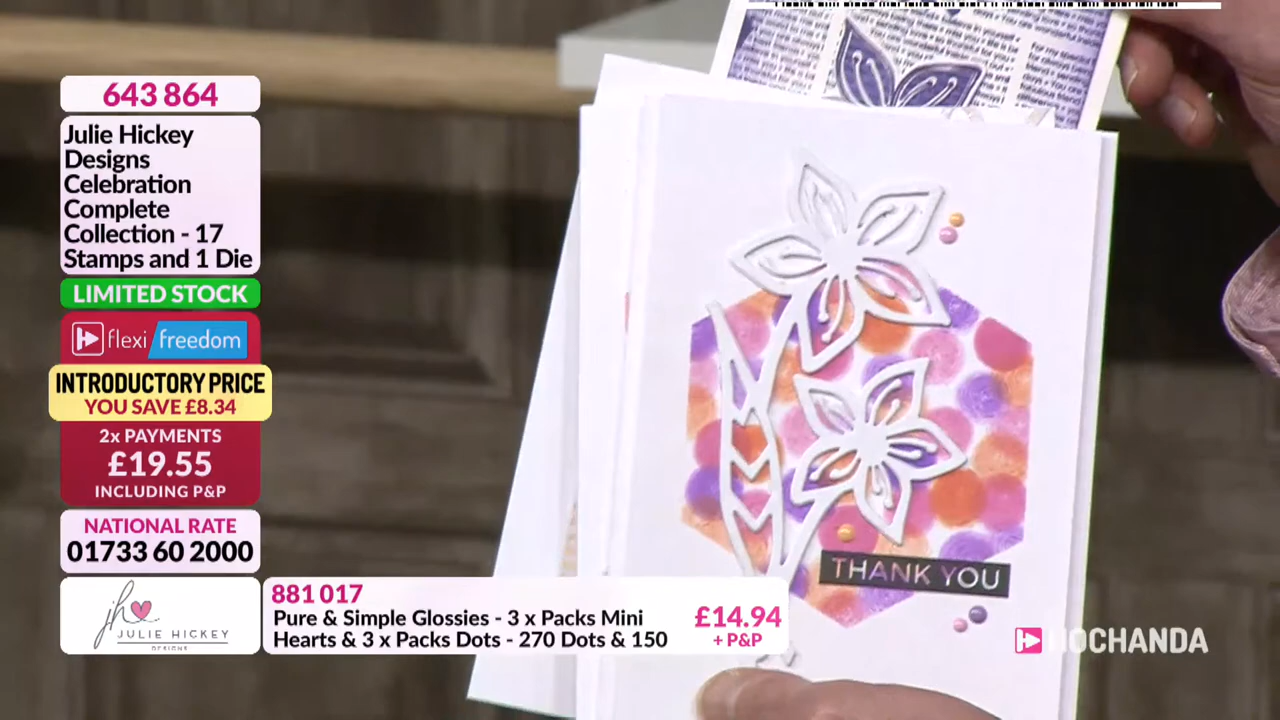 643 864
Julie Hickey
Designs
Celebration
Complete
Collection - 17
Stamps and 1 Die
LIMITED STOCK
flexi freedom
INTRODUCTORY PRICE
YOU SAVE £8.34
2x PAYMENTS
£19.55
INCLUDING P&P
NATIONAL RATE
01733 60 2000
jh
JULIE HICKEY
DESIGNS
881 017
Pure & Simple Glossies - 3 x Packs Mini
Hearts & 3 x Packs Dots - 270 Dots & 150
£14.94
+ P&P
THANK YOU
HOCHANDA